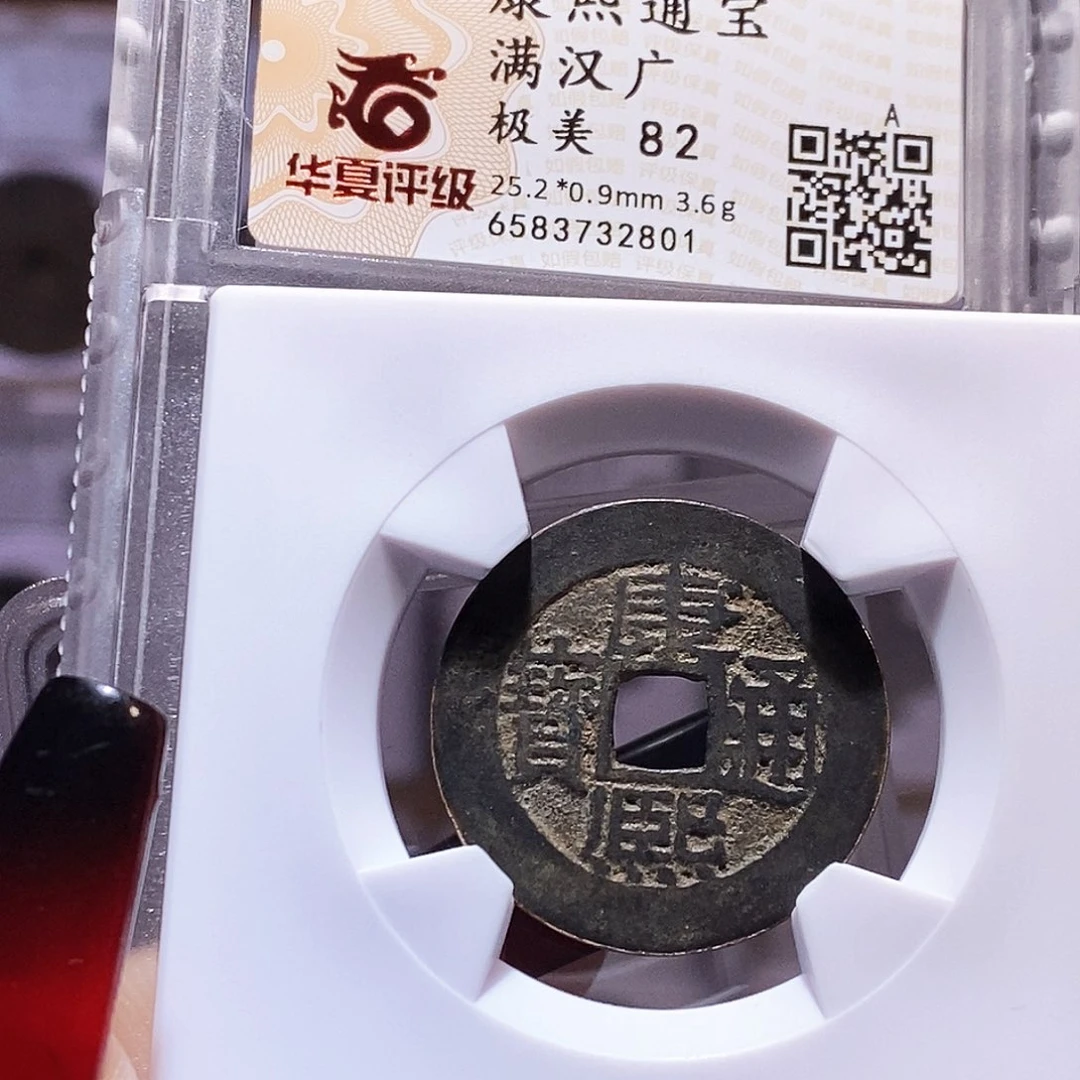 康熙通宝
满汉广
极美 82
华夏评级
25.2*0.9mm 3.6g
6583732801
A
康熙通寶